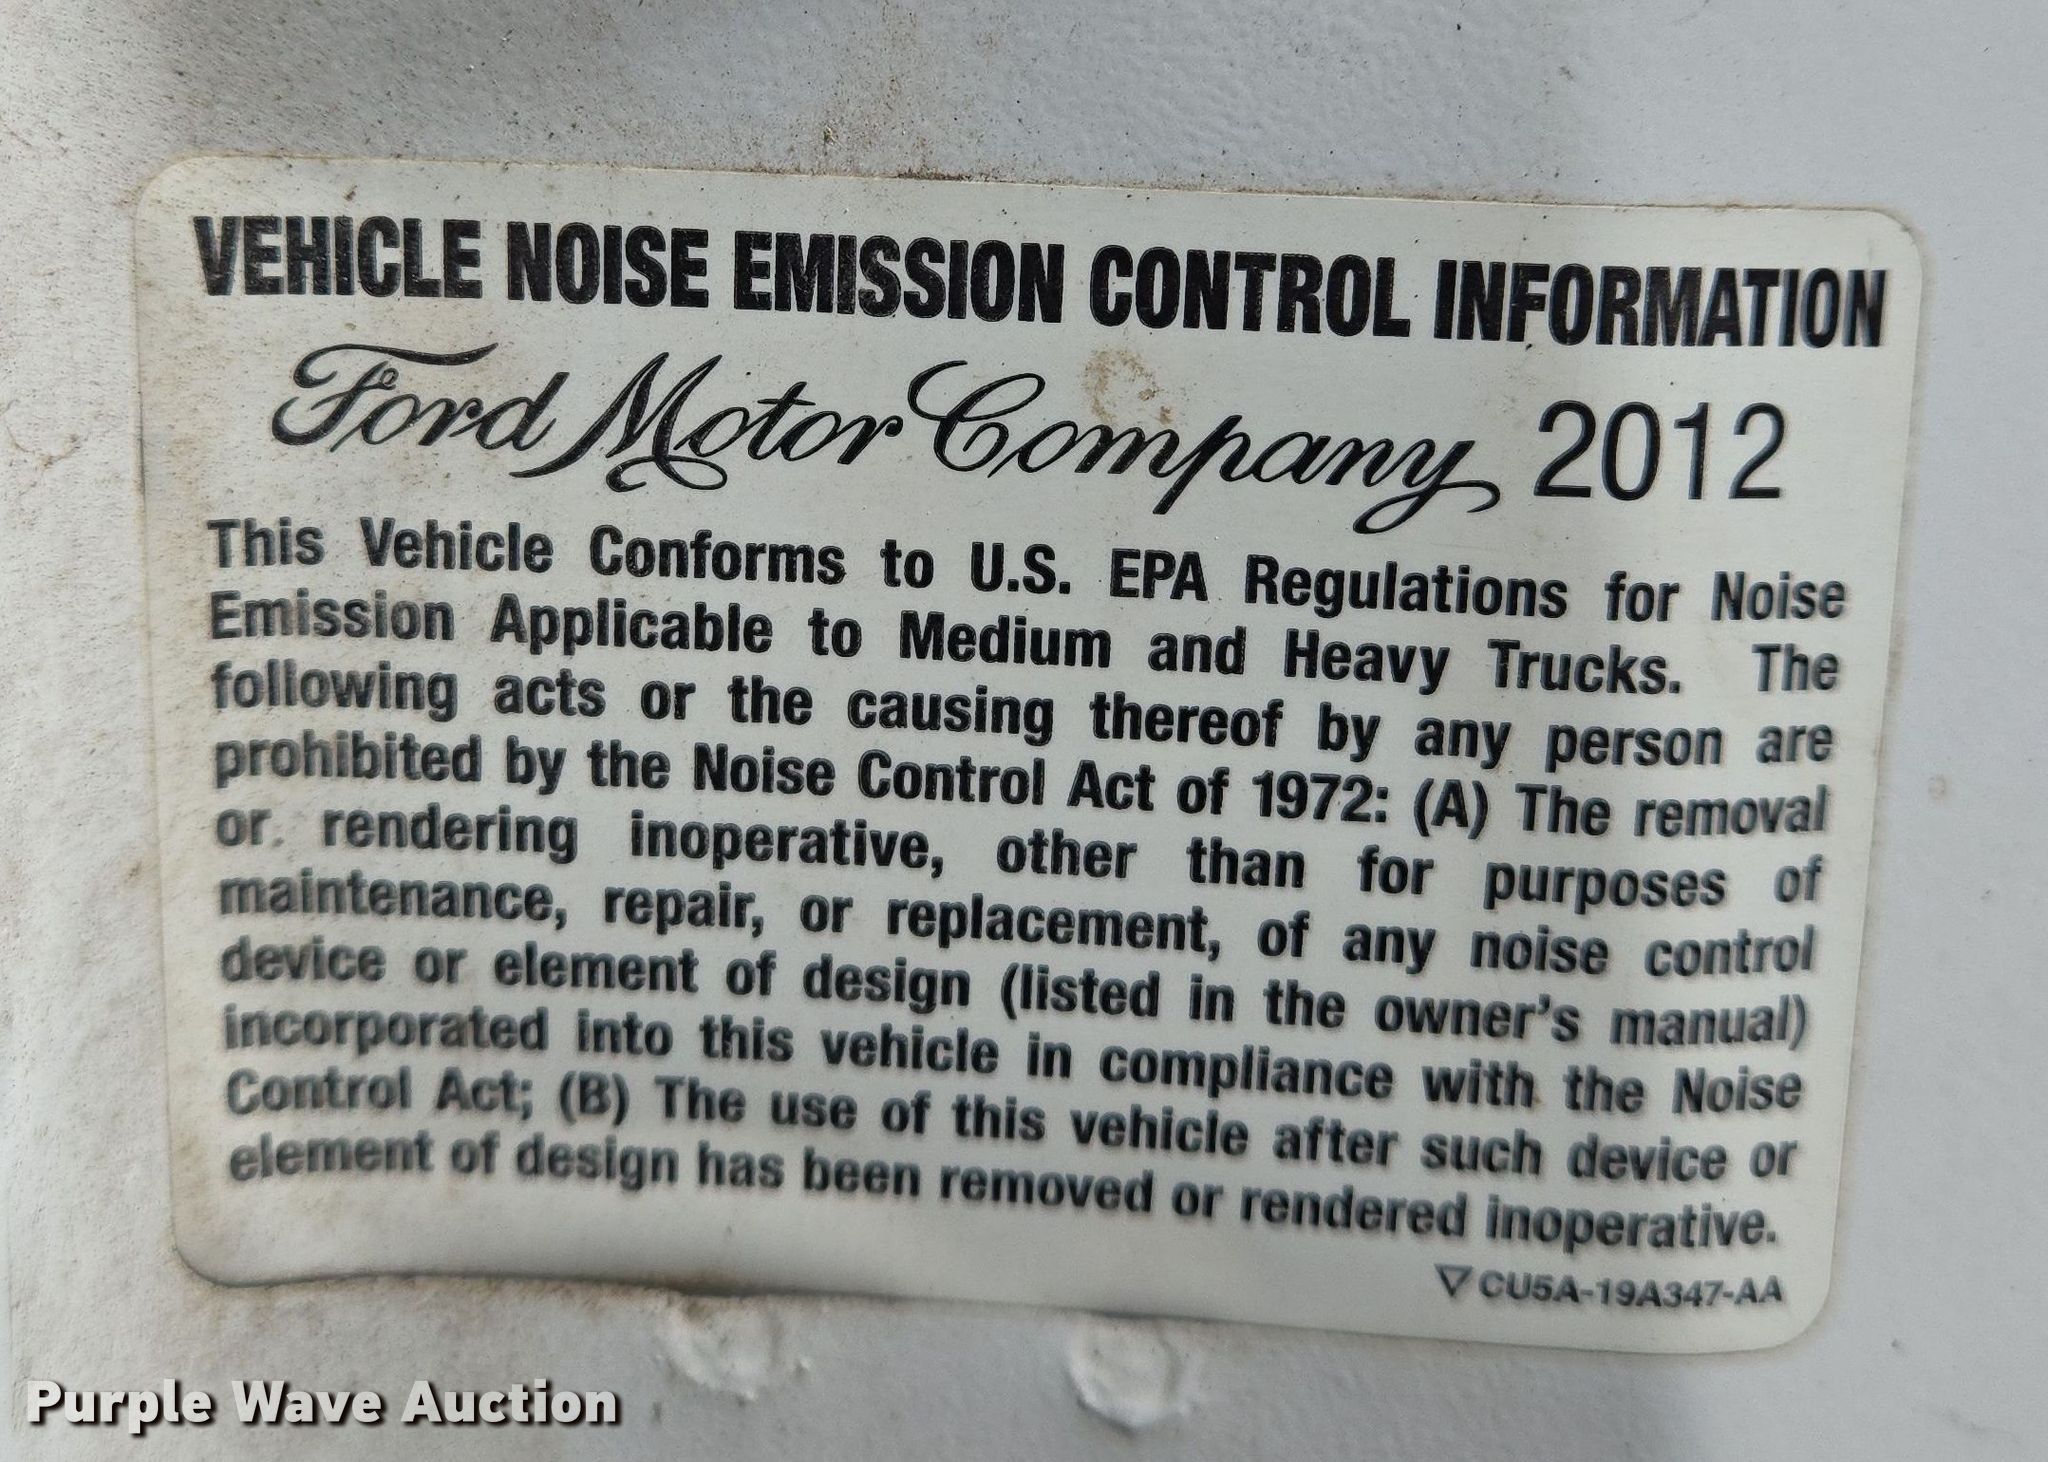 VEHICLE NOISE EMISSION CONTROL INFORMATION
Ford Motor Company 2012
This Vehicle Conforms to U.S. EPA Regulations for Noise
Emission Applicable to Medium and Heavy Trucks. The
following acts or the causing thereof by any person are
prohibited by the Noise Control Act of 1972: (A) The removal
or rendering inoperative, other than for purposes of
maintenance, repair, or replacement, of any noise control
device or element of design (listed in the owner's manual)
incorporated into this vehicle in compliance with the Noise
Control Act; (B) The use of this vehicle after such device or
element of design has been removed or rendered inoperative.
▽ CU5A-19A347-AA
Purple Wave Auction